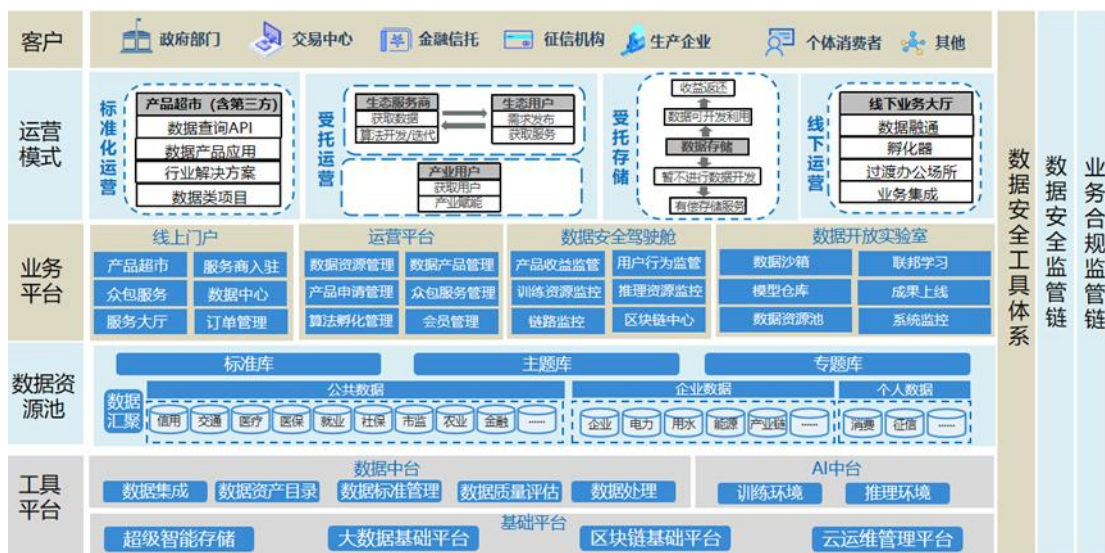 客户
政府部门
交易中心
金融信托
征信机构
生产企业
个体消费者
其他
运营模式
标准化运营
产品超市（含第三方）
数据查询API
数据产品应用
行业解决方案
数据类项目
受托运营
生态服务商
获取数据
算法开发/迭代
生态用户
需求发布
获取服务
产业用户
获取用户
产业赋能
受托存储
收益返还
数据可开发利用
数据存储
暂不进行数据开发
有偿存储服务
线下运营
线下业务大厅
数据融通
孵化器
过渡办公场所
业务集成
业务平台
线上门户
产品超市 服务商入驻
众包服务 数据中心
服务大厅 订单管理
运营平台
数据资源管理 数据产品管理
产品申请管理 众包服务管理
算法孵化管理 会员管理
数据安全驾驶舱
产品收益监管 用户行为监管
训练资源监控 推理资源监控
链路监控 区块链中心
数据开放实验室
数据沙箱 联邦学习
模型仓库 成果上线
数据资源池 系统监控
数据资源池
标准库 主题库 专题库
数据汇聚
公共数据
信用 交通 医疗 医保 就业 社保 市监 农业 金融 ......
企业数据
企业 电力 用水 能源 产业链 ......
个人数据
消费 征信 ......
工具平台
数据中台
数据集成 数据资产目录 数据标准管理 数据质量评估 数据处理
AI中台
训练环境 推理环境
基础平台
超级智能存储 大数据基础平台 区块链基础平台 云运维管理平台
数据安全工具体系
数据安全监管链
业务合规监管链